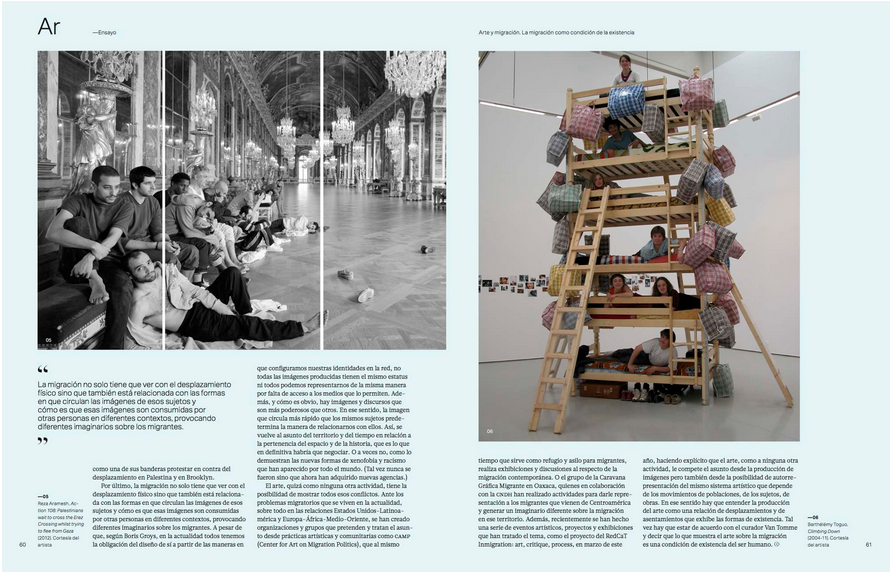 Ar
—Ensayo
Arte y migración. La migración como condición de la existencia
05
“
La migración no solo tiene que ver con el desplazamiento
físico sino que también está relacionada con las formas
en que circulan las imágenes de esos sujetos y
cómo es que esas imágenes son consumidas por
otras personas en diferentes contextos, provocando
diferentes imaginarios sobre los migrantes.
”
—05
Reza Aramesh, Ac-
tion 108: Palestinians
wait to cross the Erez
Crossing whilst trying
to flee from Gaza
(2012). Cortesía del
artista
60
como una de sus banderas protestar en contra del
desplazamiento en Palestina y en Brooklyn.
Por último, la migración no solo tiene que ver con el
desplazamiento físico sino que también está relaciona-
da con las formas en que circulan las imágenes de esos
sujetos y cómo es que esas imágenes son consumidas
por otras personas en diferentes contextos, provocando
diferentes imaginarios sobre los migrantes. A pesar de
que, según Boris Groys, en la actualidad todos tenemos
la obligación del diseño de sí a partir de las maneras en
que configuramos nuestras identidades en la red, no
todas las imágenes producidas tienen el mismo estatus
ni todos podemos representarnos de la misma manera
por falta de acceso a los medios que lo permiten. Ade-
más, y cómo es obvio, hay imágenes y discursos que
son más poderosos que otros. En ese sentido, la imagen
que circula más rápido que los mismos sujetos prede-
termina la manera de relacionarnos con ellos. Así, se
vuelve al asunto del territorio y del tiempo en relación a
la pertenencia del espacio y de la historia, que es lo que
en definitiva habría que negociar. O a veces no, como lo
demuestran las nuevas formas de xenofobia y racismo
que han aparecido por todo el mundo. (Tal vez nunca se
fueron sino que ahora han adquirido nuevas agencias.)
El arte, quizá como ninguna otra actividad, tiene la
posibilidad de mostrar todos esos conflictos. Ante los
problemas migratorios que se viven en la actualidad,
sobre todo en las relaciones Estados Unidos-Latinoa-
mérica y Europa-África-Medio-Oriente, se han creado
organizaciones y grupos que pretenden y tratan el asun-
to desde prácticas artísticas y comunitarias como CAMP
(Center for Art on Migration Politics), que al mismo
06
tiempo que sirve como refugio y asilo para migrantes,
realiza exhibiciones y discusiones al respecto de la
migración contemporánea. O el grupo de la Caravana
Gráfica Migrante en Oaxaca, quienes en colaboración
con la CNDH han realizado actividades para darle repre-
sentación a los migrantes que vienen de Centroamérica
y generar un imaginario diferente sobre la migración
en ese territorio. Además, recientemente se han hecho
una serie de eventos artísticos, proyectos y exhibiciones
que han tratado el tema, como el proyecto del RedCaT
Inmigration: art, critique, process, en marzo de este
año, haciendo explícito que el arte, como a ninguna otra
actividad, le compete el asunto desde la producción de
imágenes pero también desde la posibilidad de autorre-
presentación del mismo sistema artístico que depende
de los movimientos de poblaciones, de los sujetos, de
obras. En ese sentido hay que entender la producción
del arte como una relación de desplazamientos y de
asentamientos que exhibe las formas de existencia. Tal
vez hay que estar de acuerdo con el curador Van Tomme
y decir que lo que muestra el arte sobre la migración
es una condición de existencia del ser humano.
—06
Barthélémy Toguo,
Climbing Down
(2004-11). Cortesía
del artista
61